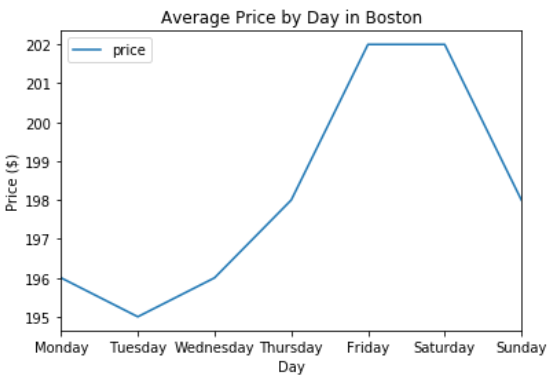 Average Price by Day in Boston
price
202
201
200
199
198
197
196
195
Price ($)
Monday Tuesday Wednesday Thursday Friday Saturday Sunday
Day